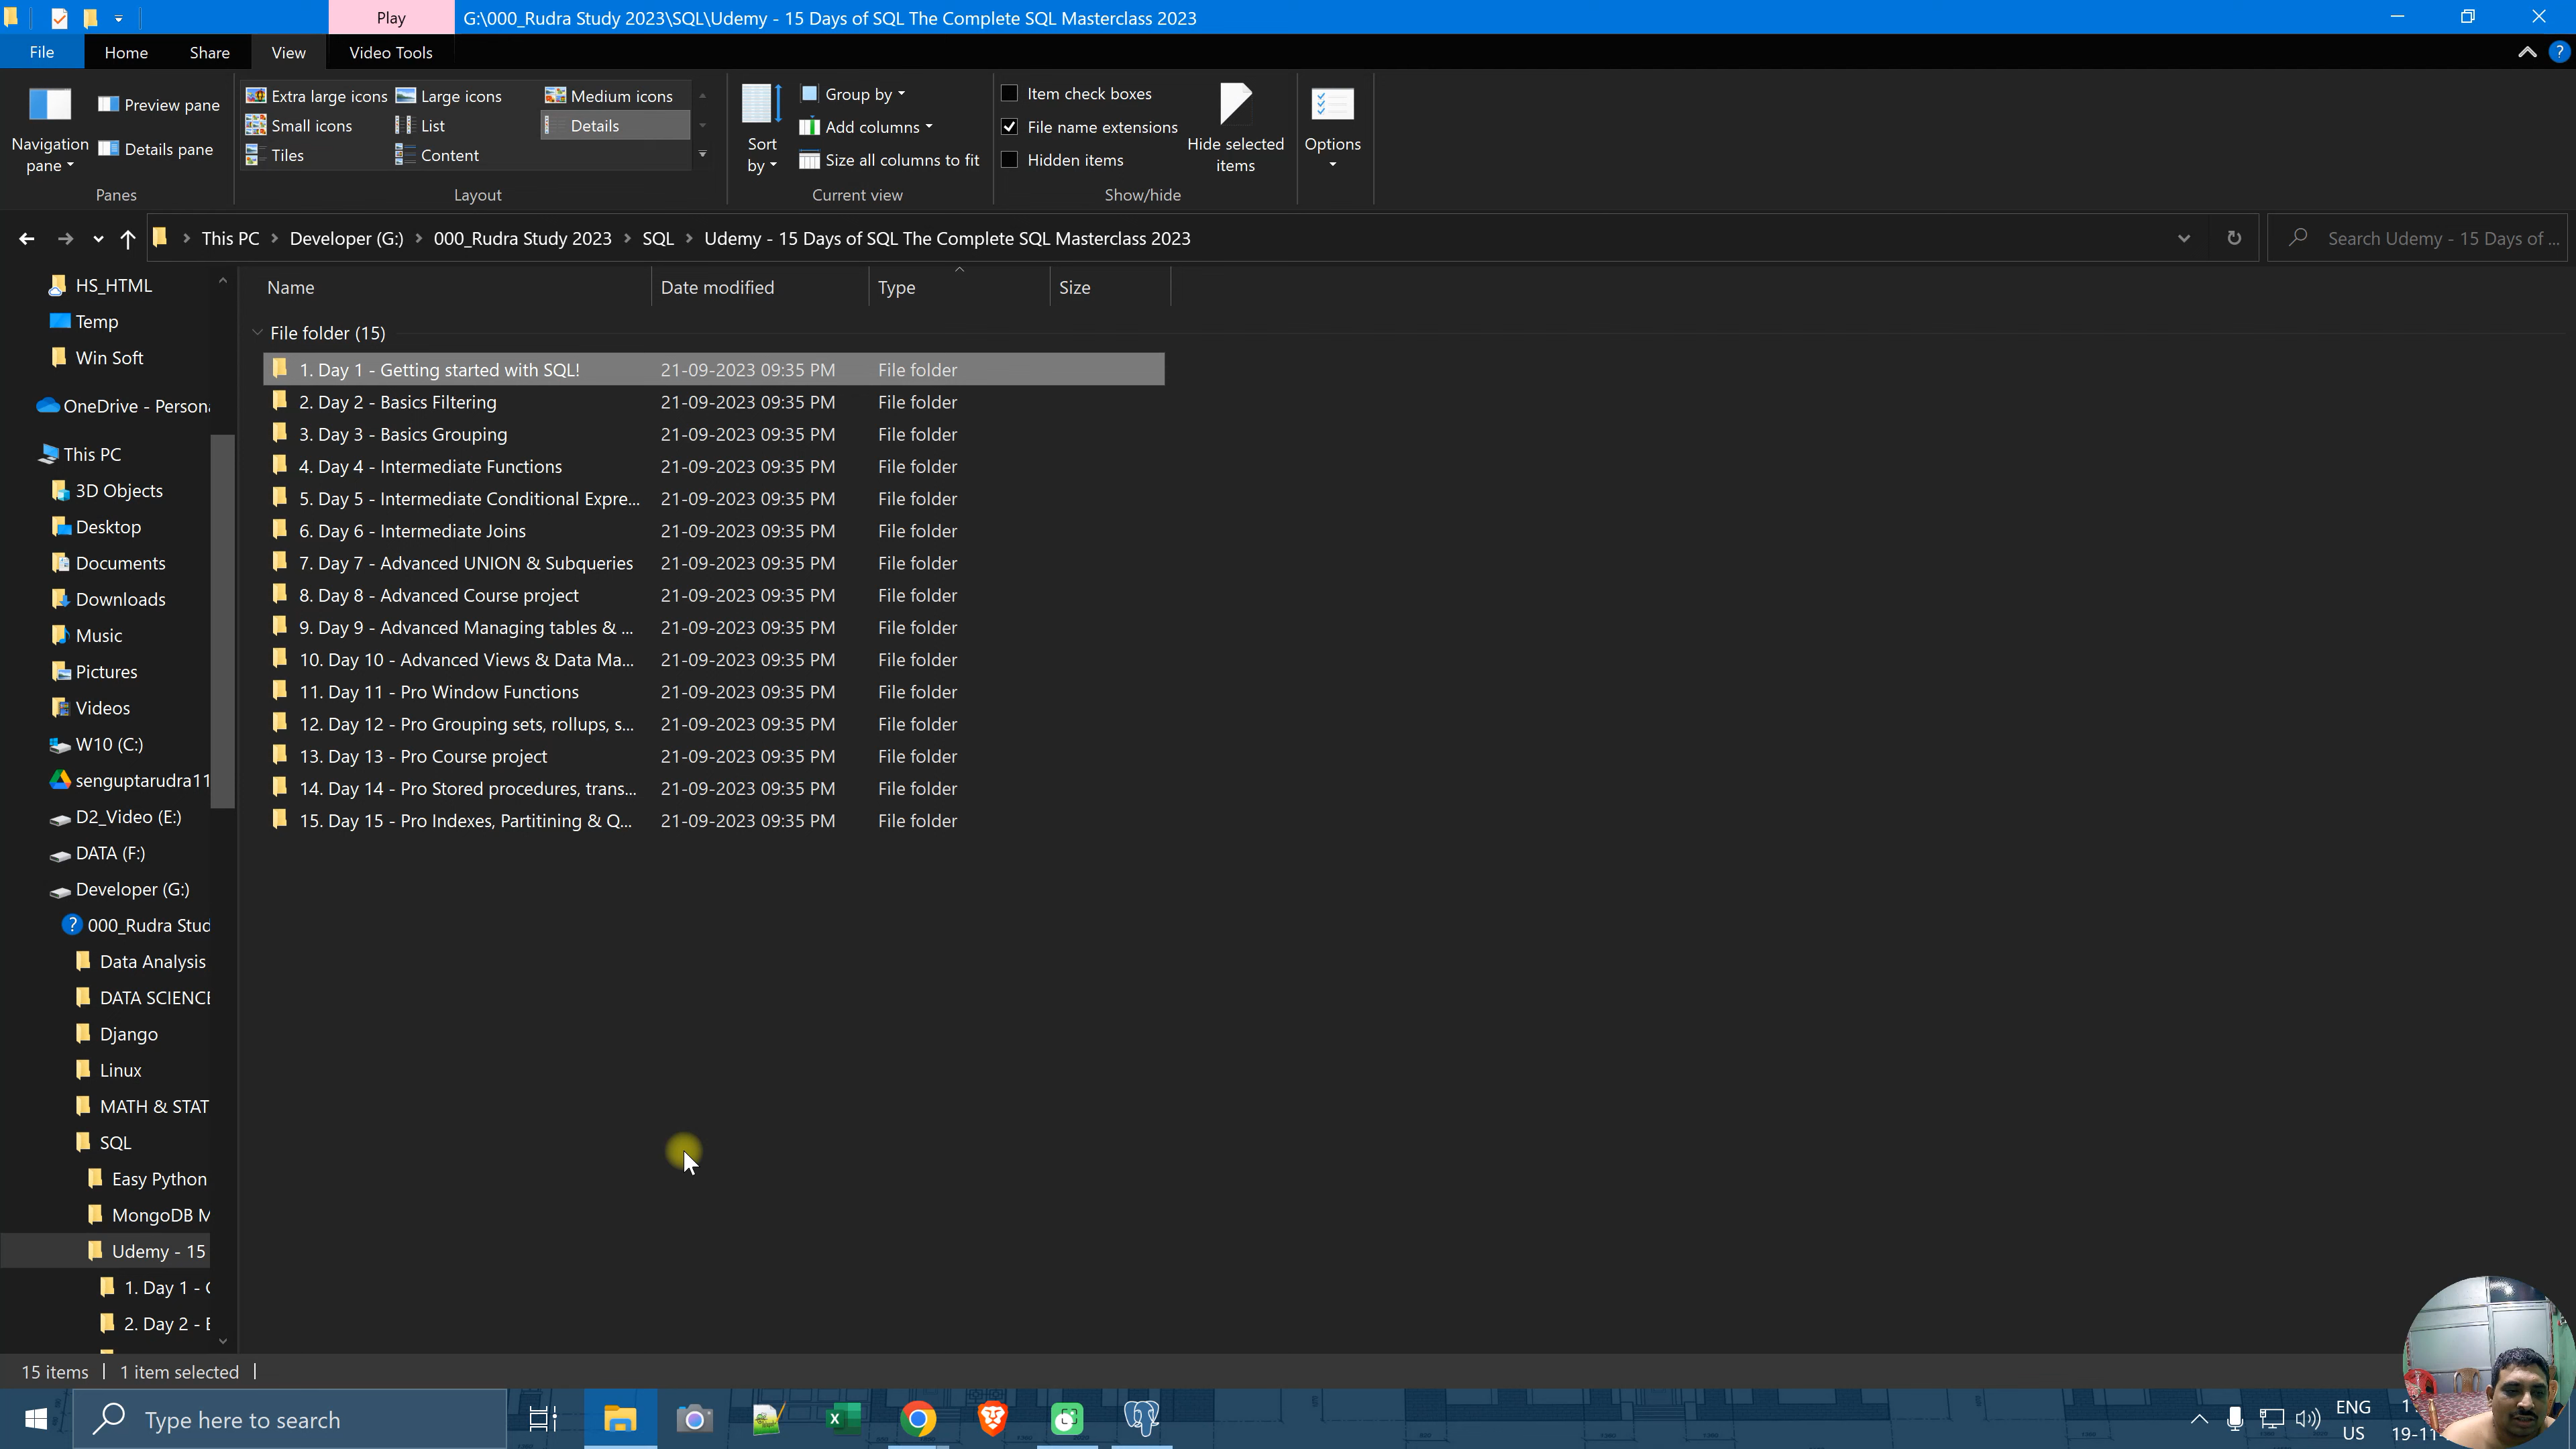 Play
G:\000_Rudra Study 2023\SQL\Udemy - 15 Days of SQL The Complete SQL Masterclass 2023
File
Home
Share
View
Video Tools
Navigation pane
Preview pane
Details pane
Panes
Extra large icons
Large icons
Medium icons
Small icons
List
Details
Tiles
Content
Layout
Sort by
Group by
Add columns
Size all columns to fit
Current view
Item check boxes
File name extensions
Hidden items
Hide selected items
Show/hide
Options
This PC
Developer (G:)
000_Rudra Study 2023
SQL
Udemy - 15 Days of SQL The Complete SQL Masterclass 2023
Search Udemy - 15 Days of ...
HS_HTML
Temp
Win Soft
OneDrive - Persona
This PC
3D Objects
Desktop
Documents
Downloads
Music
Pictures
Videos
W10 (C:)
senguptarudra11
D2_Video (E:)
DATA (F:)
Developer (G:)
000_Rudra Stud
Data Analysis
DATA SCIENCE
Django
Linux
MATH & STAT
SQL
Easy Python
MongoDB M
Udemy - 15
1. Day 1 -
2. Day 2 -
Name Date modified Type Size
File folder (15)
1. Day 1 - Getting started with SQL! 21-09-2023 09:35 PM File folder
2. Day 2 - Basics Filtering 21-09-2023 09:35 PM File folder
3. Day 3 - Basics Grouping 21-09-2023 09:35 PM File folder
4. Day 4 - Intermediate Functions 21-09-2023 09:35 PM File folder
5. Day 5 - Intermediate Conditional Expre... 21-09-2023 09:35 PM File folder
6. Day 6 - Intermediate Joins 21-09-2023 09:35 PM File folder
7. Day 7 - Advanced UNION & Subqueries 21-09-2023 09:35 PM File folder
8. Day 8 - Advanced Course project 21-09-2023 09:35 PM File folder
9. Day 9 - Advanced Managing tables & ... 21-09-2023 09:35 PM File folder
10. Day 10 - Advanced Views & Data Ma... 21-09-2023 09:35 PM File folder
11. Day 11 - Pro Window Functions 21-09-2023 09:35 PM File folder
12. Day 12 - Pro Grouping sets, rollups, s... 21-09-2023 09:35 PM File folder
13. Day 13 - Pro Course project 21-09-2023 09:35 PM File folder
14. Day 14 - Pro Stored procedures, trans... 21-09-2023 09:35 PM File folder
15. Day 15 - Pro Indexes, Partitining & Q... 21-09-2023 09:35 PM File folder
15 items
1 item selected
Type here to search
ENG
US
19-11-